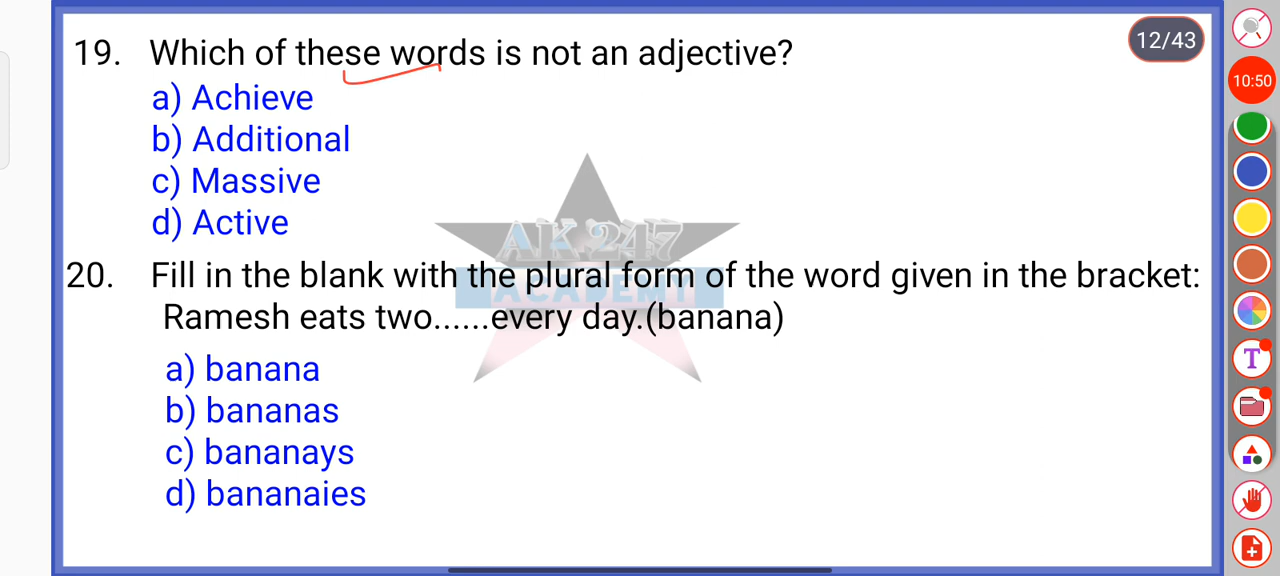 12/43
10:50
19. Which of these words is not an adjective?
a) Achieve
b) Additional
c) Massive
d) Active
AK 247
ACADEMY
20. Fill in the blank with the plural form of the word given in the bracket:
Ramesh eats two......every day.(banana)
a) banana
b) bananas
c) bananays
d) bananaies
T